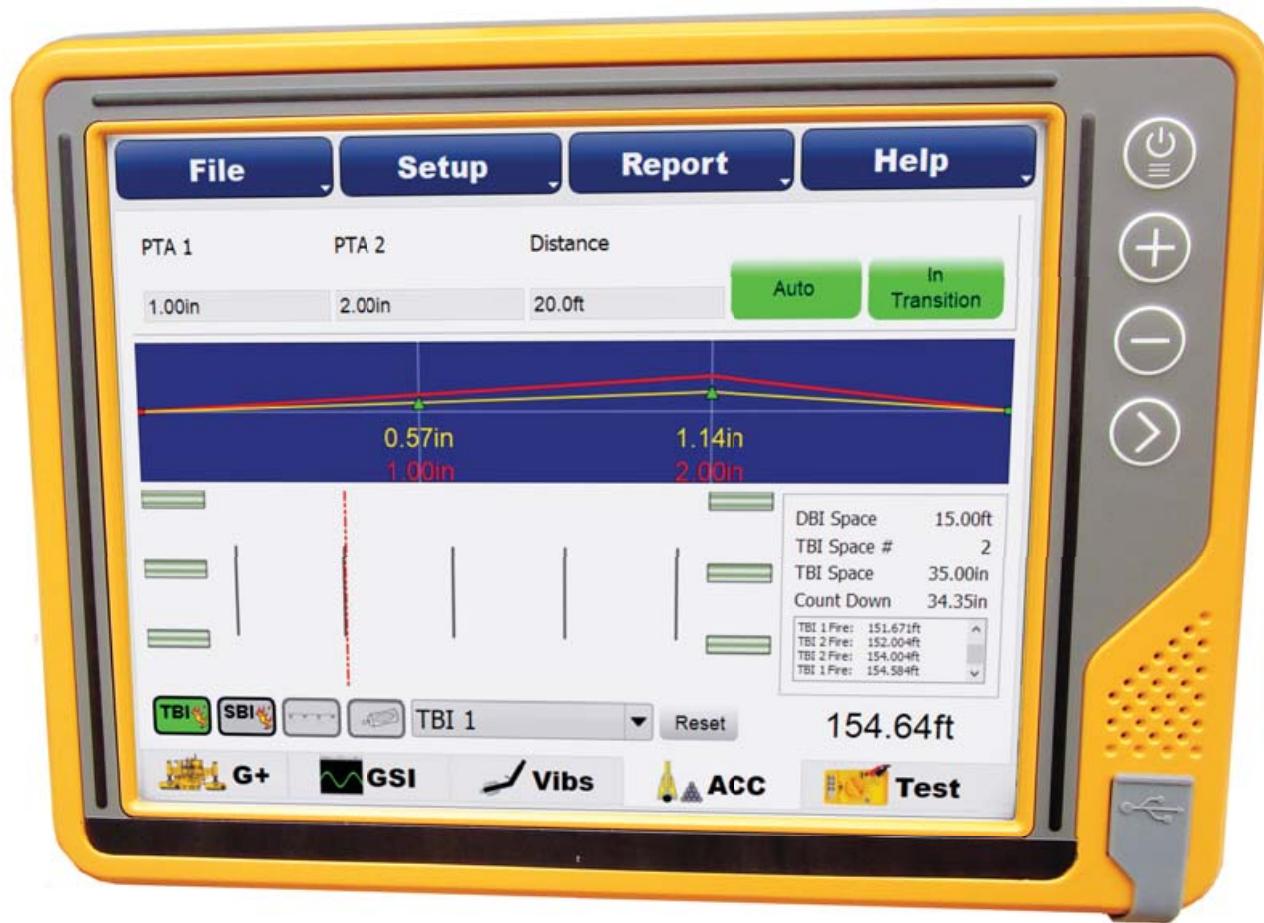 File Setup Report Help
PTA 1 PTA 2 Distance
1.00in 2.00in 20.0ft Auto In Transition
0.57in 1.14in
1.00in 2.00in
DBI Space 15.00ft
TBI Space # 2
TBI Space 35.00in
Count Down 34.35in
TBI 1 Fire: 151.671ft
TBI 2 Fire: 152.004ft
TBI 2 Fire: 154.004ft
TBI 1 Fire: 154.584ft
TBI SBI TBI 1 Reset 154.64ft
G+ GSI Vibs ACC Test